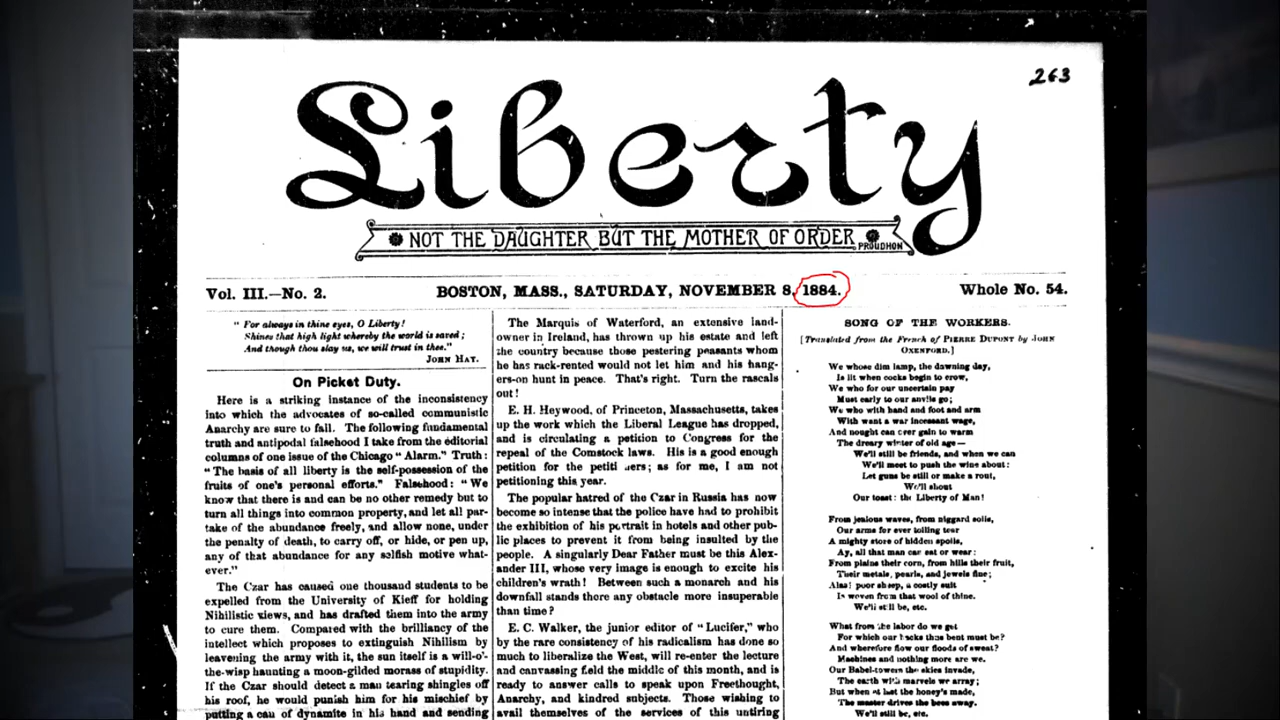 263
Liberty
NOT THE DAUGHTER BUT THE MOTHER OF ORDER
PROUDHON
Vol. III.—No. 2.
BOSTON, MASS., SATURDAY, NOVEMBER 8, 1884.
Whole No. 54.
" For always in thine eyes, O Liberty!
Shines that high light whereby the world is saved;
And though thou slay us, we will trust in thee."
JOHN HAY.
On Picket Duty.
Here is a striking instance of the inconsistency
into which the advocates of so-called communistic
Anarchy are sure to fall. The following fundamental
truth and antipodal falsehood I take from the editorial
columns of one issue of the Chicago " Alarm." Truth:
" The basis of all liberty is the self-possession of the
fruits of one's personal efforts." Falsehood: " We
know that there is and can be no other remedy but to
turn all things into common property, and let all par-
take of the abundance freely, and allow none, under
the penalty of death, to carry off, or hide, or pen up,
any of that abundance for any selfish motive what-
ever."
The Czar has caused one thousand students to be
expelled from the University of Kieff for holding
Nihilistic views, and has drafted them into the army
to cure them. Compared with the brilliancy of the
intellect which proposes to extinguish Nihilism by
leavening the army with it, the sun itself is a will-o'-
the-wisp haunting a moon-gilded morass of stupidity.
If the Czar should detect a man tearing shingles off
his roof, he would punish him for his mischief by
putting a can of dynamite in his hand and sending
The Marquis of Waterford, an extensive land-
owner in Ireland, has thrown up his estate and left
the country because those pestering peasants whom
he has rack-rented would not let him and his hang-
ers-on hunt in peace. That's right. Turn the rascals
out!
E. H. Heywood, of Princeton, Massachusetts, takes
up the work which the Liberal League has dropped,
and is circulating a petition to Congress for the
repeal of the Comstock laws. His is a good enough
petition for the petitioners; as for me, I am not
petitioning this year.
The popular hatred of the Czar in Russia has now
become so intense that the police have had to prohibit
the exhibition of his portrait in hotels and other pub-
lic places to prevent it from being insulted by the
people. A singularly Dear Father must be this Alex-
ander III, whose very image is enough to excite his
children's wrath! Between such a monarch and his
downfall stands there any obstacle more insuperable
than time?
E. C. Walker, the junior editor of " Lucifer," who
by the rare consistency of his radicalism has done so
much to liberalize the West, will re-enter the lecture
and canvassing field the middle of this month, and is
ready to answer calls to speak upon Freethought,
Anarchy, and kindred subjects. Those wishing to
avail themselves of the services of this untiring
SONG OF THE WORKERS.
[Translated from the French of PIERRE DUPONT by JOHN
OXENFORD.]
We whose dim lamp, the dawning day,
Is lit when cocks begin to crow,
We who for our uncertain pay
Must early to our anvils go;
We who with hand and foot and arm
With want a war incessant wage,
And nought can ever gain to warm
The dreary winter of old age—
We'll still be friends, and when we can
We'll meet to push the wine about:
Let guns be still or make a rout,
We'll shout
Our toast: the Liberty of Man!
From jealous waves, from niggard soils,
Our arms for ever toiling tear
A mighty store of hidden spoils,
Ay, all that man can eat or wear:
From plains their corn, from hills their fruit,
Their metals, pearls, and jewels fine;
Alas! poor sheep, a costly suit
Is woven from that wool of thine.
We'll still be, etc.
What from the labor do we get
For which our backs thus bent must be?
And wherefore flow our floods of sweat?
Machines and nothing more are we.
Our Babel-towers the skies invade,
The earth with marvels we array;
But when at last the honey's made,
The master drives the bees away.
We'll still be, etc.